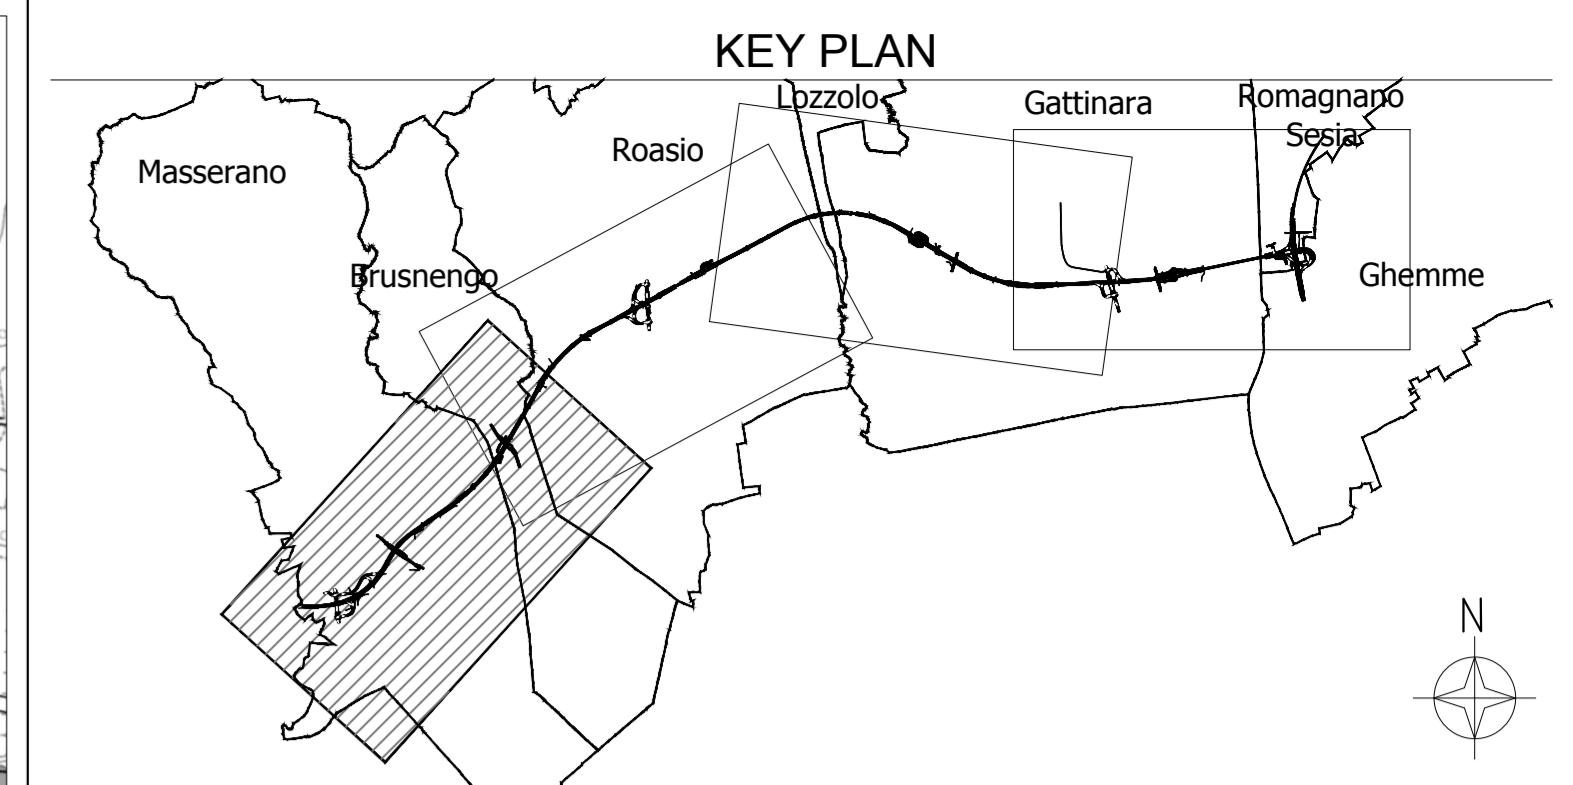 KEY PLAN
Lozzolo
Gattinara
Romagnano
Sesia
Roasio
Masserano
Brusnengo
Ghemme
N